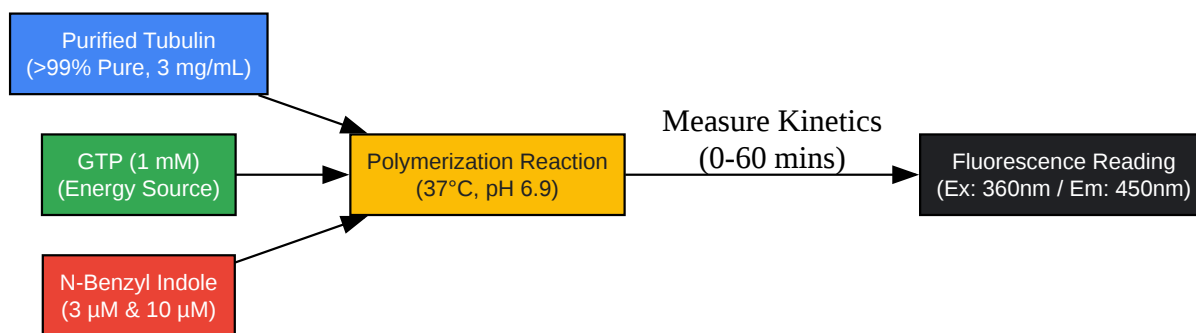 Purified Tubulin
(>99% Pure, 3 mg/mL)
GTP (1 mM)
(Energy Source)
N-Benzyl Indole
(3 µM & 10 µM)
Polymerization Reaction
(37°C, pH 6.9)
Measure Kinetics
(0-60 mins)
Fluorescence Reading
(Ex: 360nm / Em: 450nm)